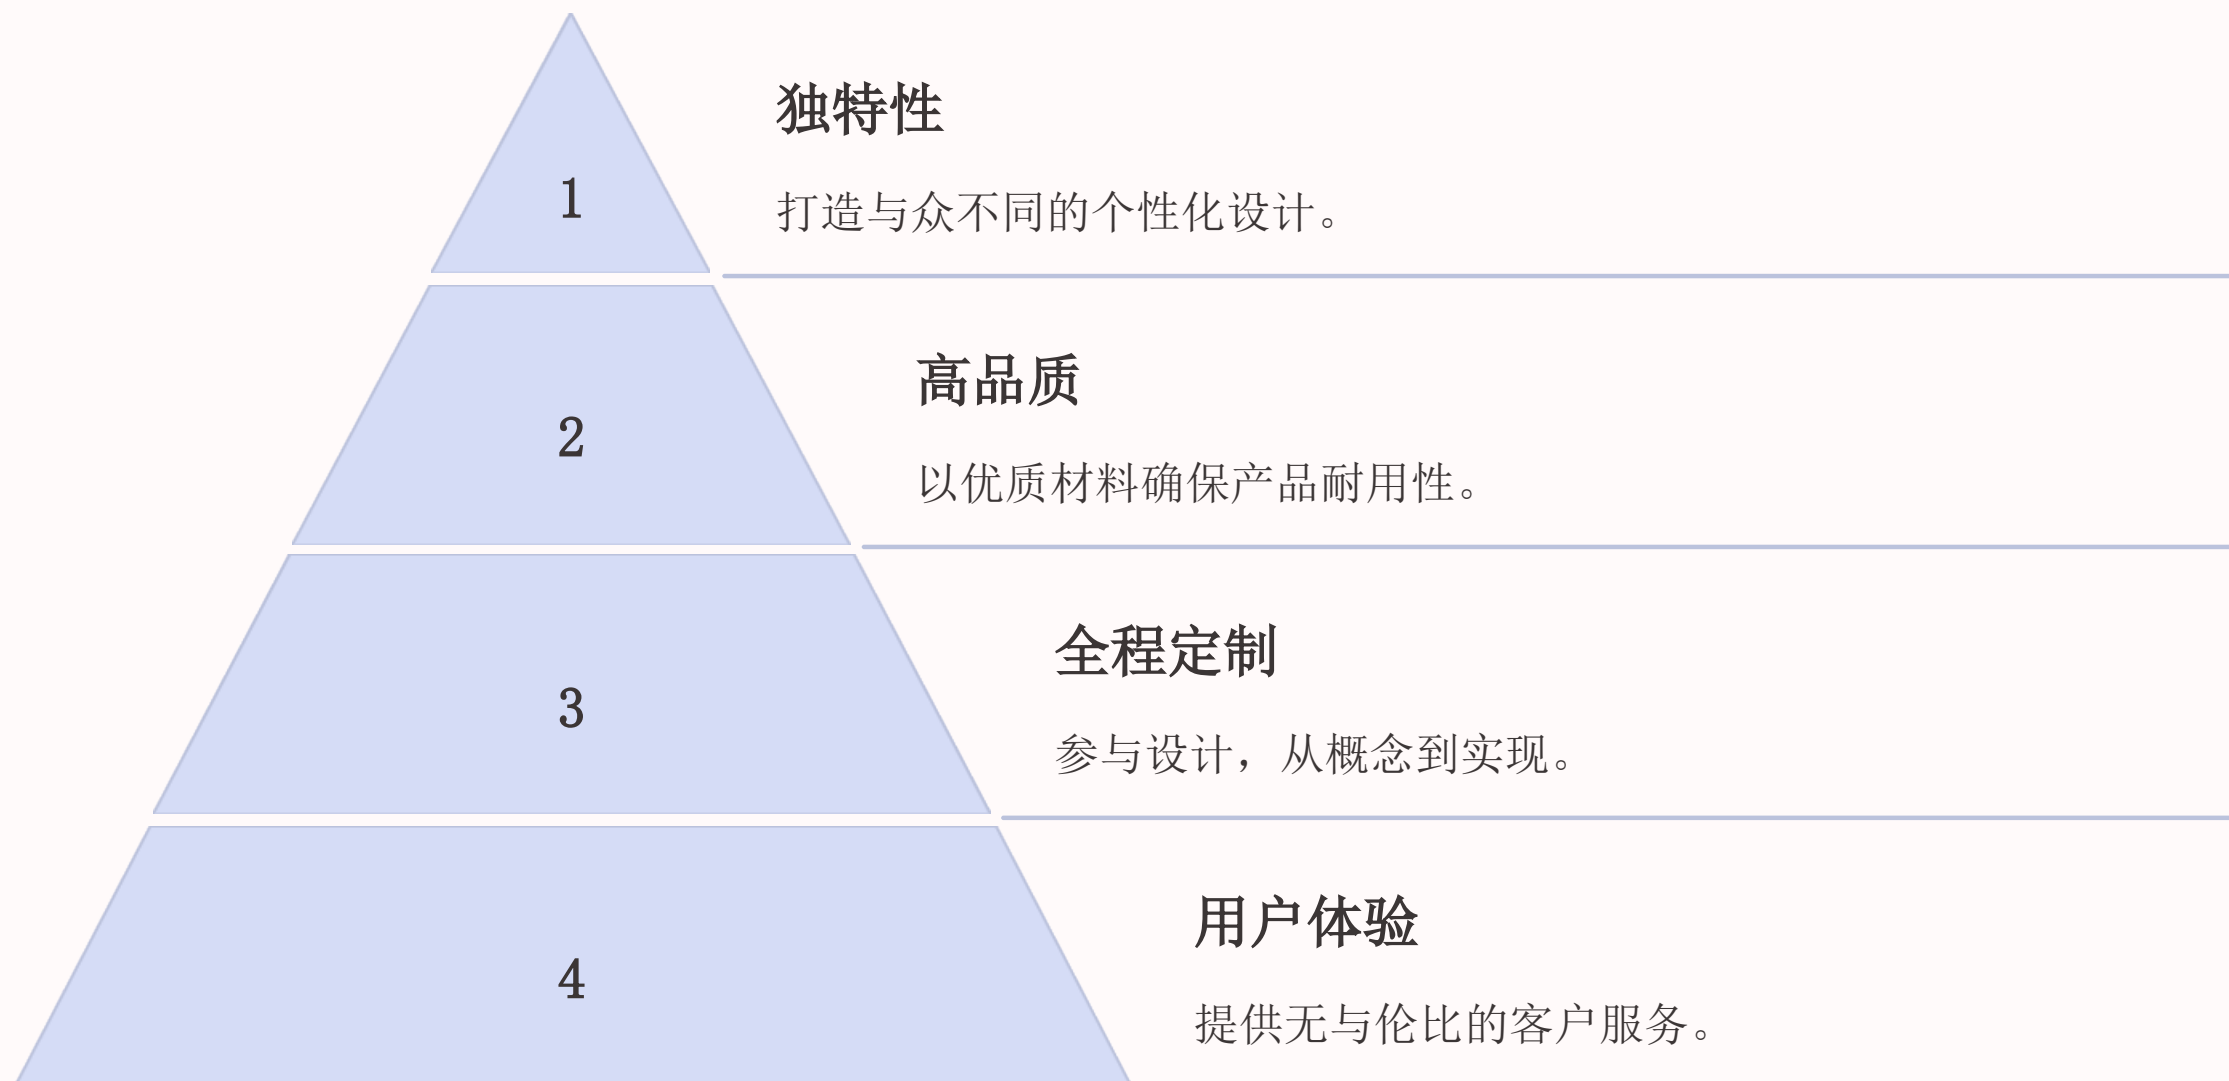 1
独特性
打造与众不同的个性化设计。
2
高品质
以优质材料确保产品耐用性。
3
全程定制
参与设计，从概念到实现。
4
用户体验
提供无与伦比的客户服务。